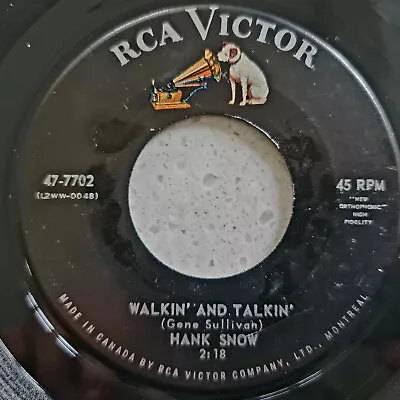 RCA VICTOR
47-7702
(L2WW-0048)
45 RPM
"NEW
ORTHOPHONIC"
HIGH
FIDELITY
WALKIN' AND TALKIN'
(Gene Sullivan)
HANK SNOW
2:18
MADE IN CANADA BY RCA VICTOR COMPANY, LTD., MONTREAL